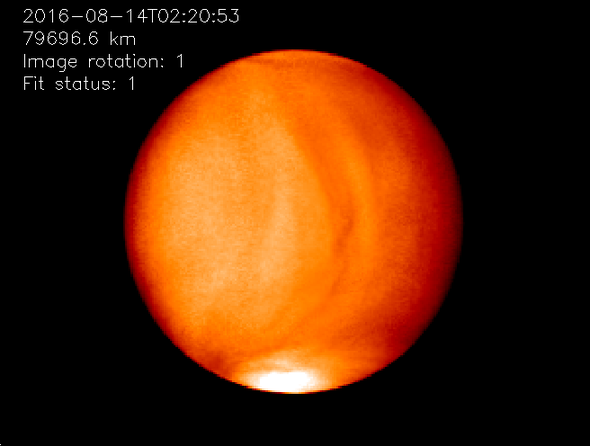 2016-08-14T02:20:53
79696.6 km
Image rotation: 1
Fit status: 1